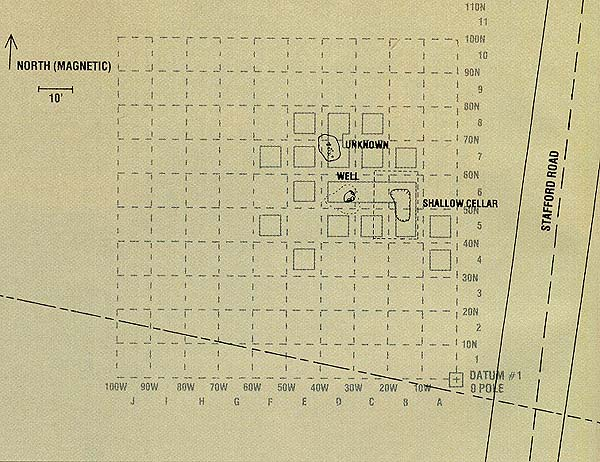 110N
11
100N
NORTH (MAGNETIC)
10
90N
10'
9
80N
8
70N
UNKNOWN
7
60N
WELL
6
SHALLOW CELLAR
50N
STAFFORD ROAD
5
40N
4
30N
3
20N
2
10N
1
DATUM #1
0 POLE
100W 90W 80W 70W 60W 50W 40W 30W 20W 10W
J I H G F E D C B A